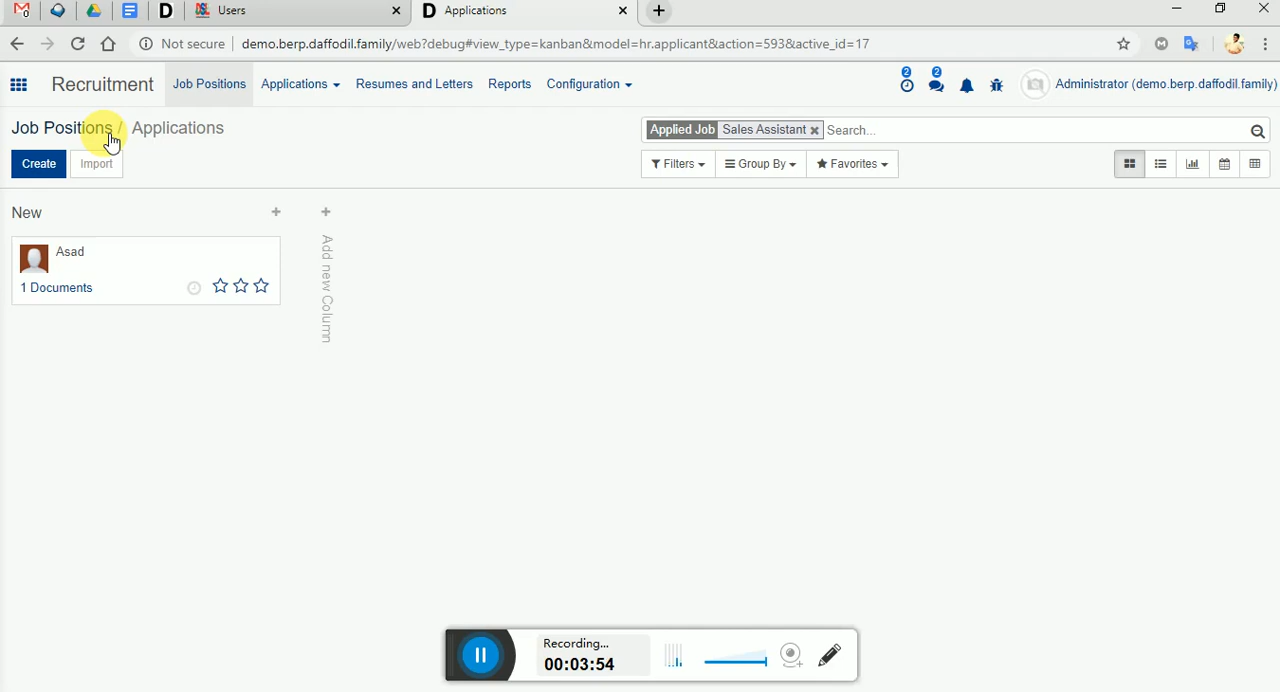 Users
Applications
Not secure
demo.berp.daffodil.family/web?debug#view_type=kanban&model=hr.applicant&action=593&active_id=17
Recruitment
Job Positions
Applications
Resumes and Letters
Reports
Configuration
2
2
Administrator (demo.berp.daffodil.family)
Job Positions / Applications
Applied Job Sales Assistant Search...
Create
Import
Filters
Group By
Favorites
New
Asad
1 Documents
Add new Column
Recording...
00:03:54